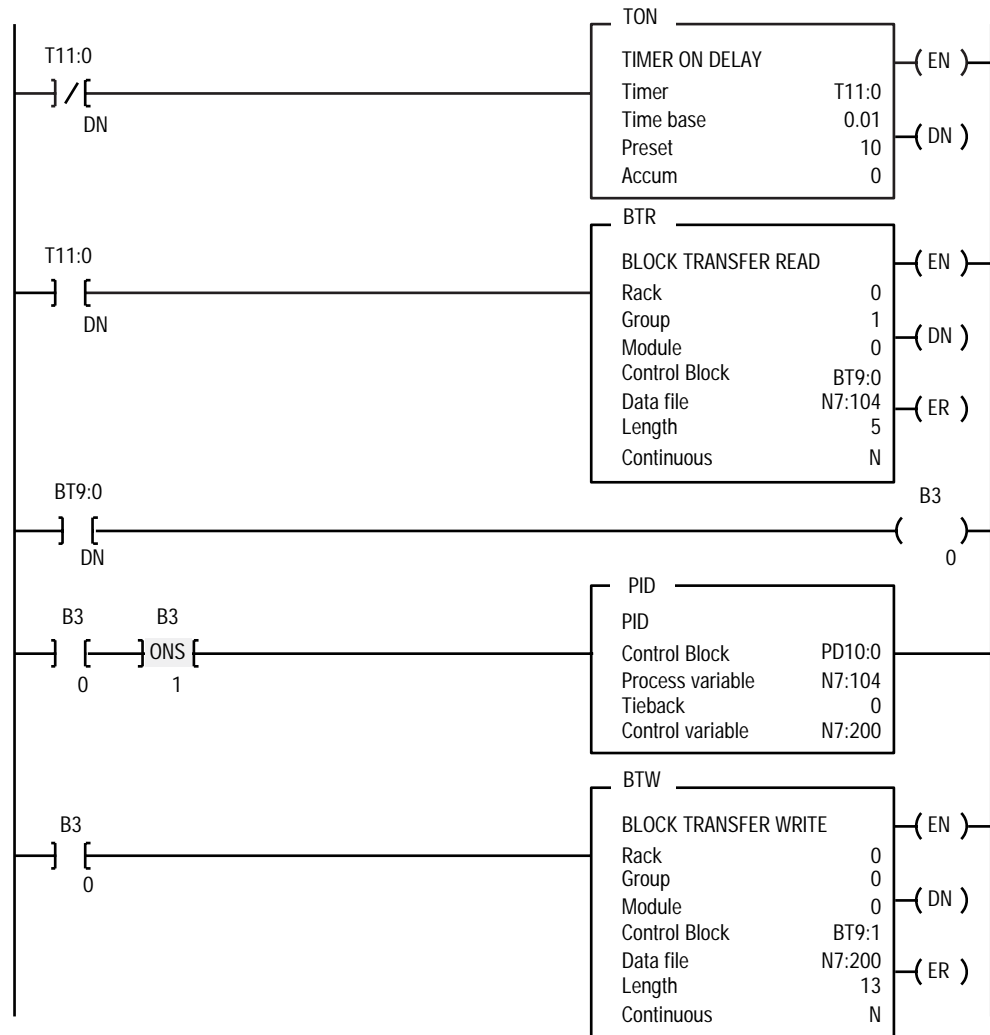 TON
T11:0
TIMER ON DELAY
EN
Timer T11:0
DN
Time base 0.01
DN
Preset 10
Accum 0
BTR
T11:0
BLOCK TRANSFER READ
EN
Rack 0
DN
Group 1
DN
Module 0
Control Block BT9:0
Data file N7:104
ER
Length 5
Continuous N
BT9:0
B3
DN
0
PID
B3 B3
PID
ONS
Control Block PD10:0
0 1
Process variable N7:104
Tieback 0
Control variable N7:200
BTW
B3
BLOCK TRANSFER WRITE
EN
Rack 0
0
Group 0
DN
Module 0
Control Block BT9:1
Data file N7:200
ER
Length 13
Continuous N